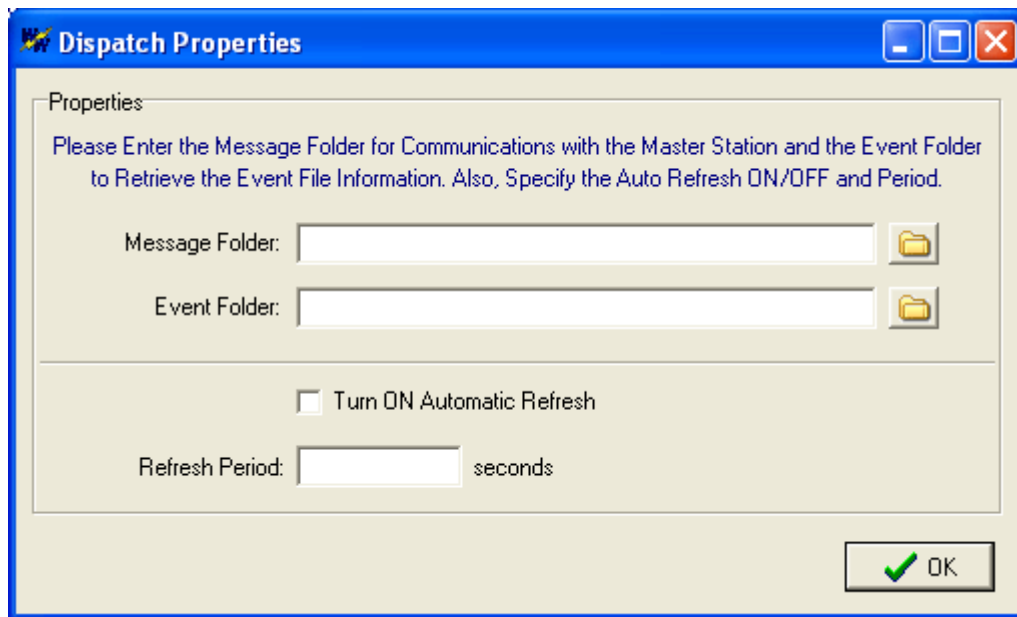 Dispatch Properties
Properties
Please Enter the Message Folder for Communications with the Master Station and the Event Folder
to Retrieve the Event File Information. Also, Specify the Auto Refresh ON/OFF and Period.
Message Folder:
Event Folder:
Turn ON Automatic Refresh
Refresh Period: seconds
OK